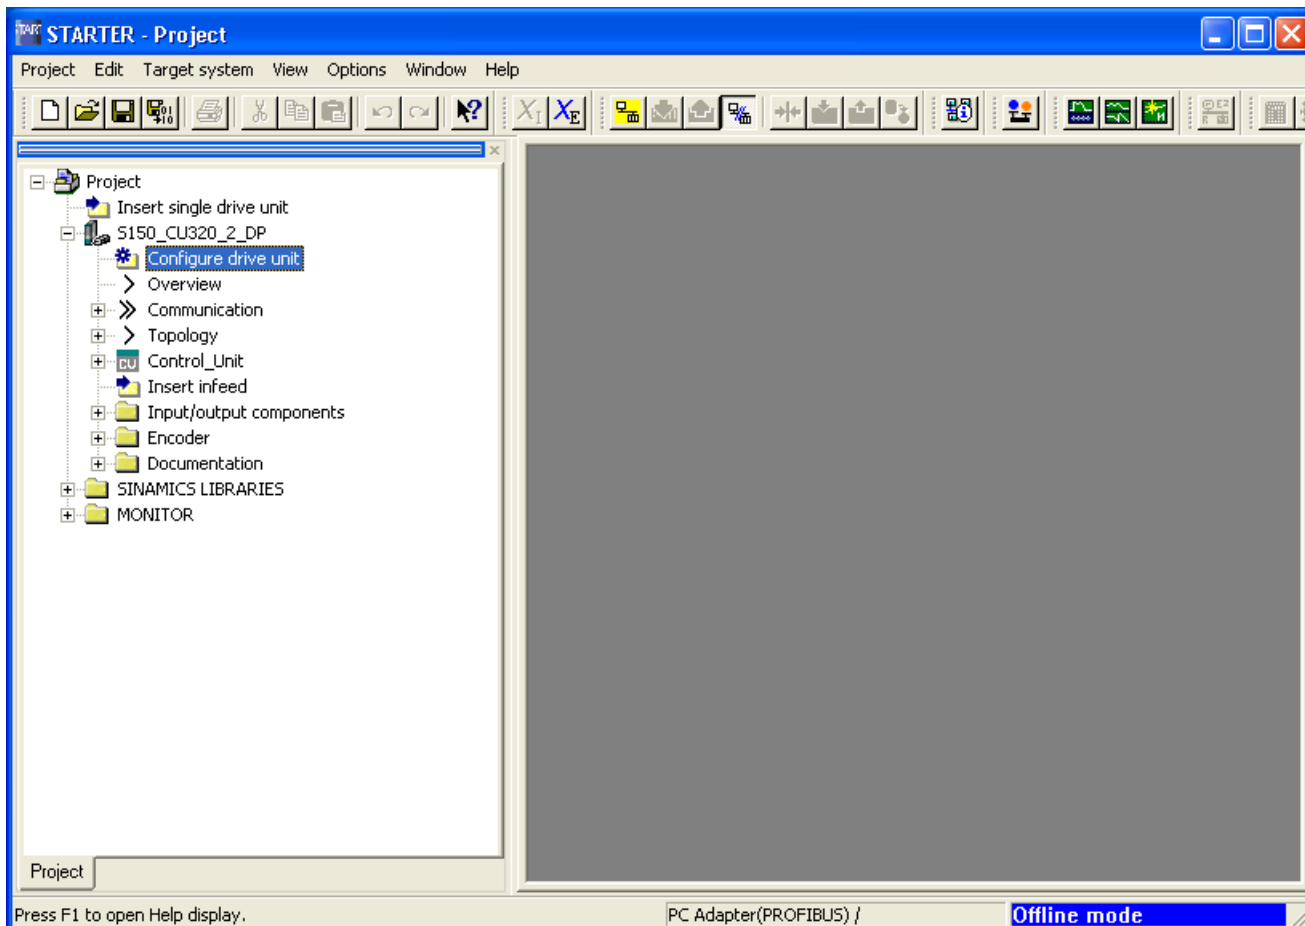 STARTER - Project
Project Edit Target system View Options Window Help
Project
Insert single drive unit
S150_CU320_2_DP
Configure drive unit
Overview
Communication
Topology
CU Control_Unit
Insert infeed
Input/output components
Encoder
Documentation
SINAMICS LIBRARIES
MONITOR
Project
Press F1 to open Help display. PC Adapter(PROFIBUS) / Offline mode